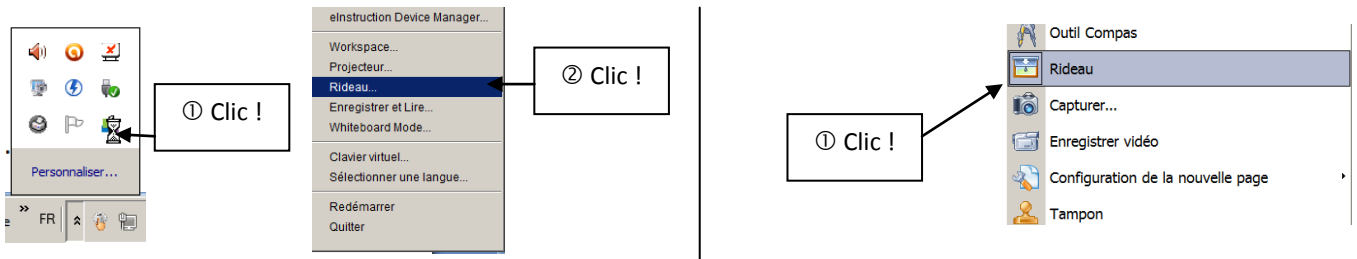 ① Clic !
Personnaliser...
e » FR
eInstruction Device Manager...
Workspace...
Projecteur...
Rideau...
Enregistrer et Lire...
Whiteboard Mode...
Clavier virtuel...
Sélectionner une langue...
Redémarrer
Quitter
② Clic !
① Clic !
Outil Compas
Rideau
Capturer...
Enregistrer vidéo
Configuration de la nouvelle page
Tampon